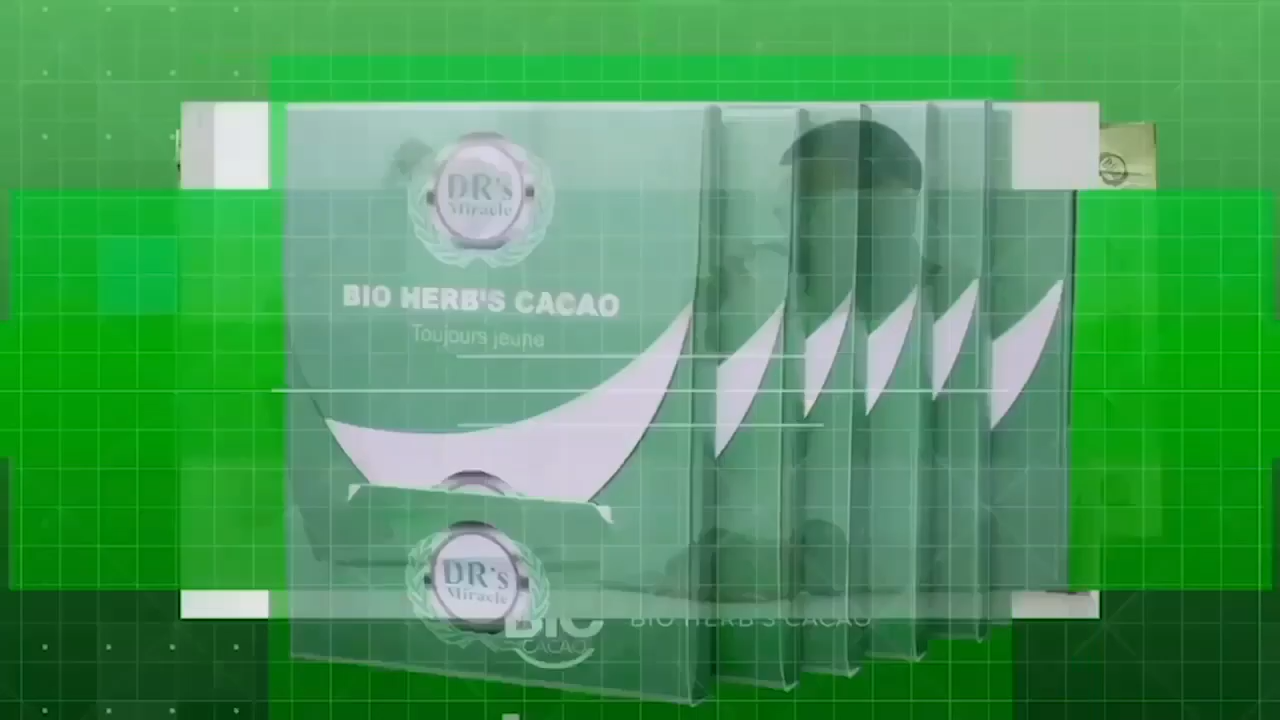 DR's
Miracle
BIO HERB'S CACAO
Toujours jeune
DR's
Miracle
BIO
CACAO
BIO HERB'S CACAO